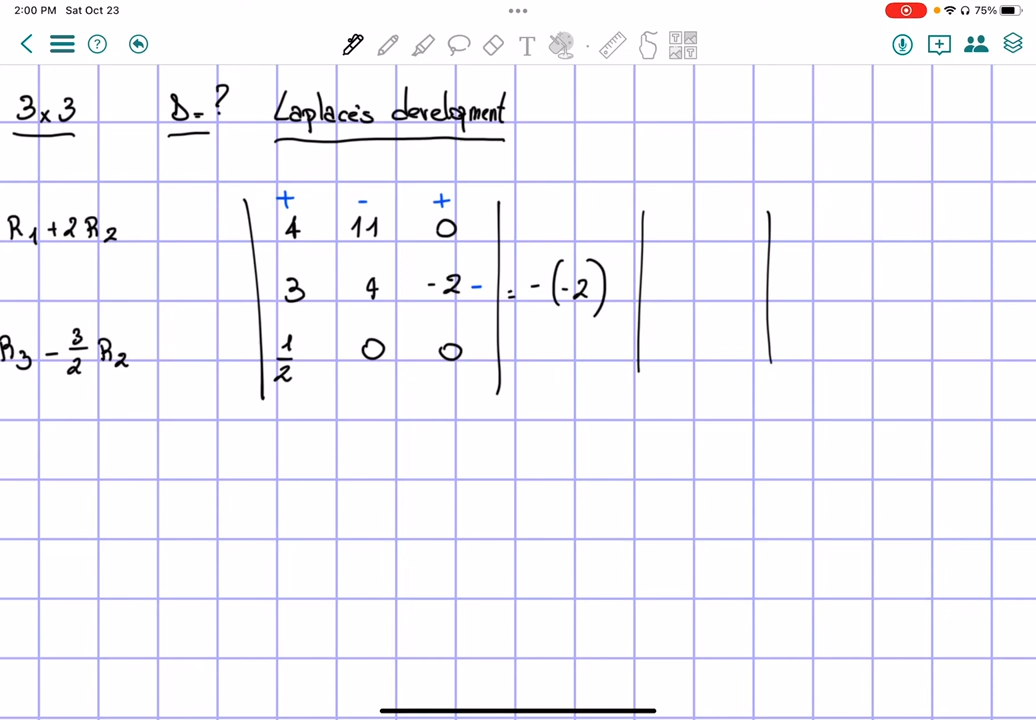 2:00 PM Sat Oct 23
75%
3x3 D=? Laplace's development
+ - +
R1 + 2R2 4 11 0
3 4 -2 - = -(-2)
R3 - 3/2 R2 1/2 0 0